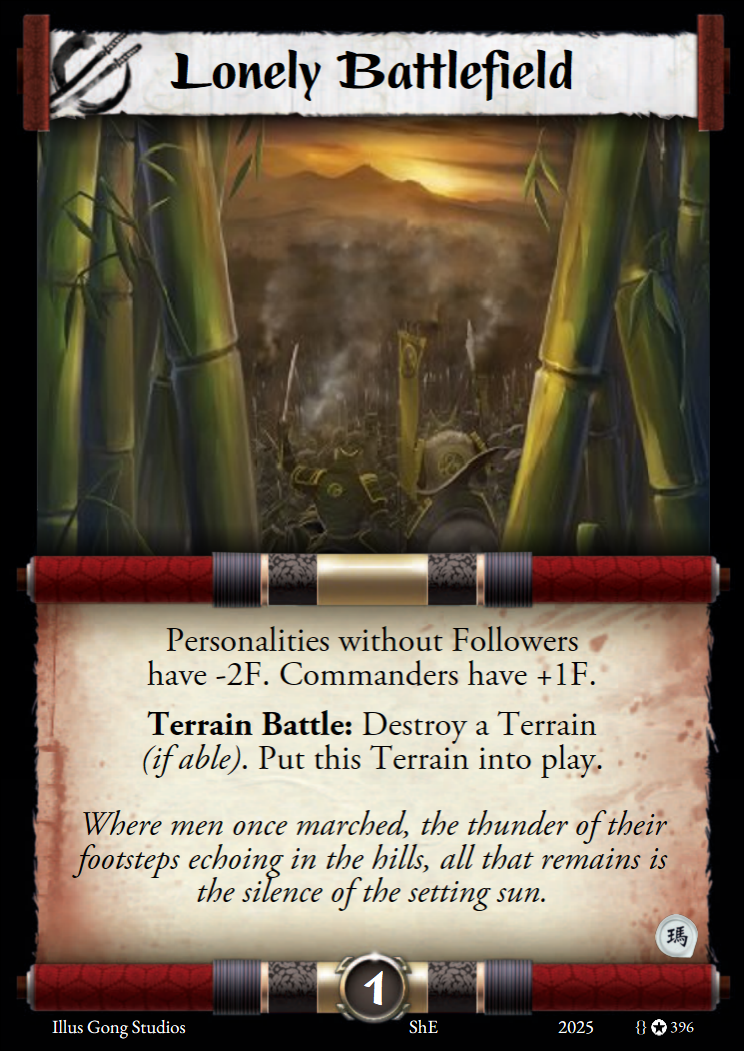 Lonely Battlefield
Personalities without Followers
have -2F. Commanders have +1F.
Terrain Battle: Destroy a Terrain
(if able). Put this Terrain into play.
Where men once marched, the thunder of their
footsteps echoing in the hills, all that remains is
the silence of the setting sun.
瑪
1
Illus Gong Studios ShE 2025 {} ✪ 396